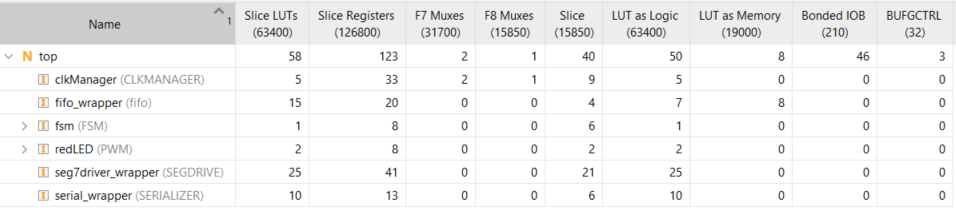 Name 1 Slice LUTs (63400) Slice Registers (126800) F7 Muxes (31700) F8 Muxes (15850) Slice (15850) LUT as Logic (63400) LUT as Memory (19000) Bonded IOB (210) BUFGCTRL (32)
N top 58 123 2 1 40 50 8 46 3
I clkManager (CLKMANAGER) 5 33 2 1 9 5 0 0 0
I fifo_wrapper (fifo) 15 20 0 0 4 7 8 0 0
I fsm (FSM) 1 8 0 0 6 1 0 0 0
I redLED (PWM) 2 8 0 0 2 2 0 0 0
I seg7driver_wrapper (SEGDRIVE) 25 41 0 0 21 25 0 0 0
I serial_wrapper (SERIALIZER) 10 13 0 0 6 10 0 0 0